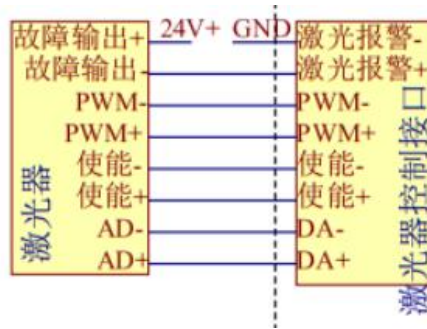 故障输出+ 24V+ GND 激光报警-
故障输出- 激光报警+
PWM- PWM-
PWM+ PWM+
使能- 使能-
使能+ 使能+
AD- DA-
AD+ DA+
激光器
激光器控制接口